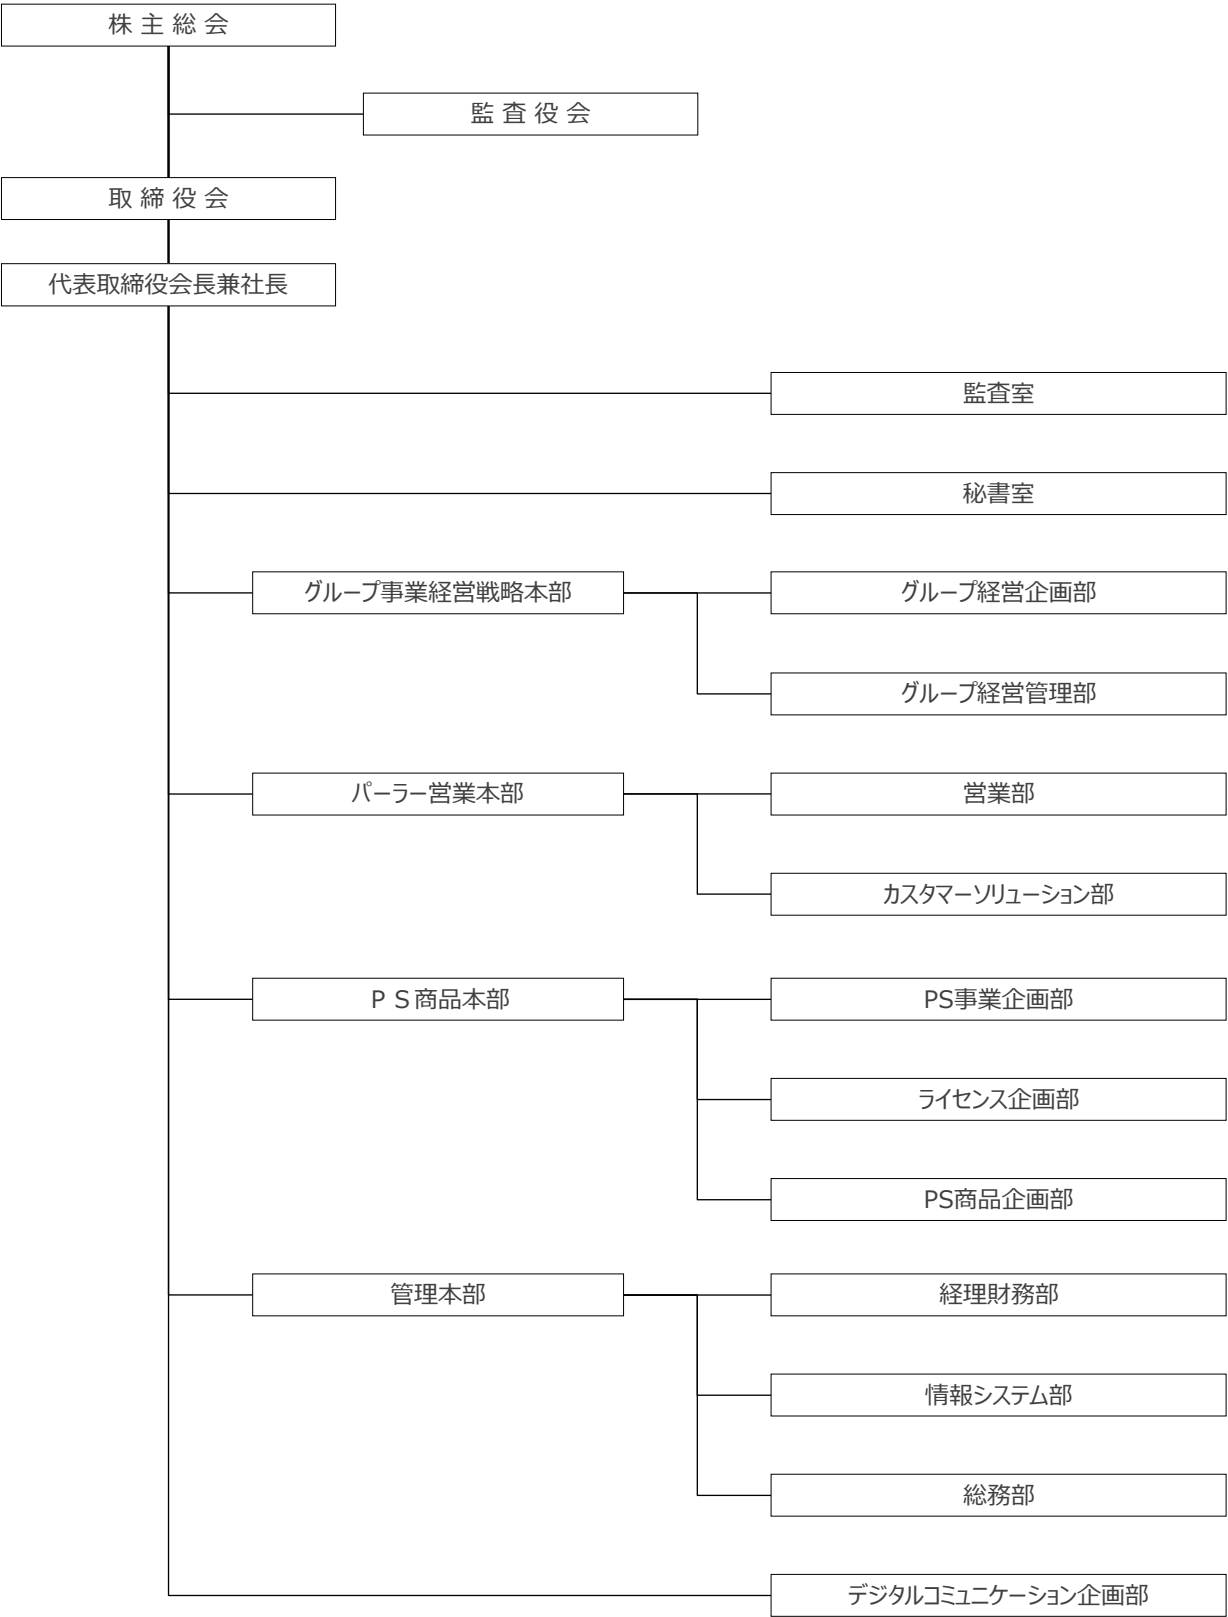 株 主 総 会
監 査 役 会
取 締 役 会
代表取締役会長兼社長
監査室
秘書室
グループ事業経営戦略本部
グループ経営企画部
グループ経営管理部
パーラー営業本部
営業部
カスタマーソリューション部
ＰＳ商品本部
PS事業企画部
ライセンス企画部
PS商品企画部
管理本部
経理財務部
情報システム部
総務部
デジタルコミュニケーション企画部